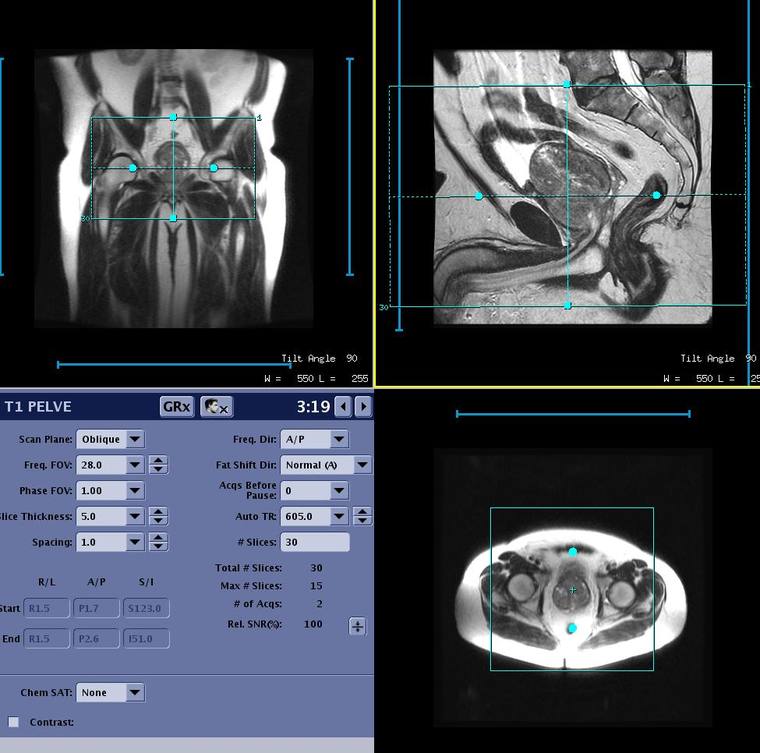 1
30
Tilt Angle 90
W = 550 L = 255
1
30
Tilt Angle 90
W = 550 L = 25
T1 PELVE
GRx
3:19
Scan Plane: Oblique
Freq. Dir: A/P
Freq. FOV: 28.0
Fat Shift Dir: Normal (A)
Phase FOV: 1.00
Acqs Before
Pause: 0
Slice Thickness: 5.0
Auto TR: 605.0
Spacing: 1.0
# Slices: 30
Total # Slices: 30
R/L A/P S/I
Max # Slices: 15
Start R1.5 P1.7 S123.0
# of Acqs: 2
Rel. SNR(%): 100
End R1.5 P2.6 I51.0
Chem SAT: None
Contrast: